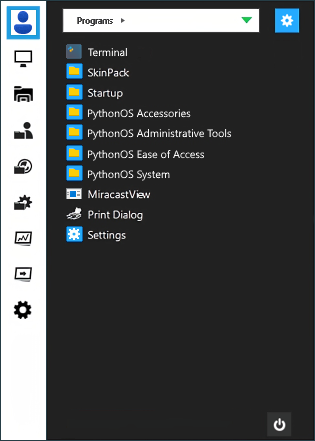 Programs
Terminal
SkinPack
Startup
PythonOS Accessories
PythonOS Administrative Tools
PythonOS Ease of Access
PythonOS System
MiracastView
Print Dialog
Settings